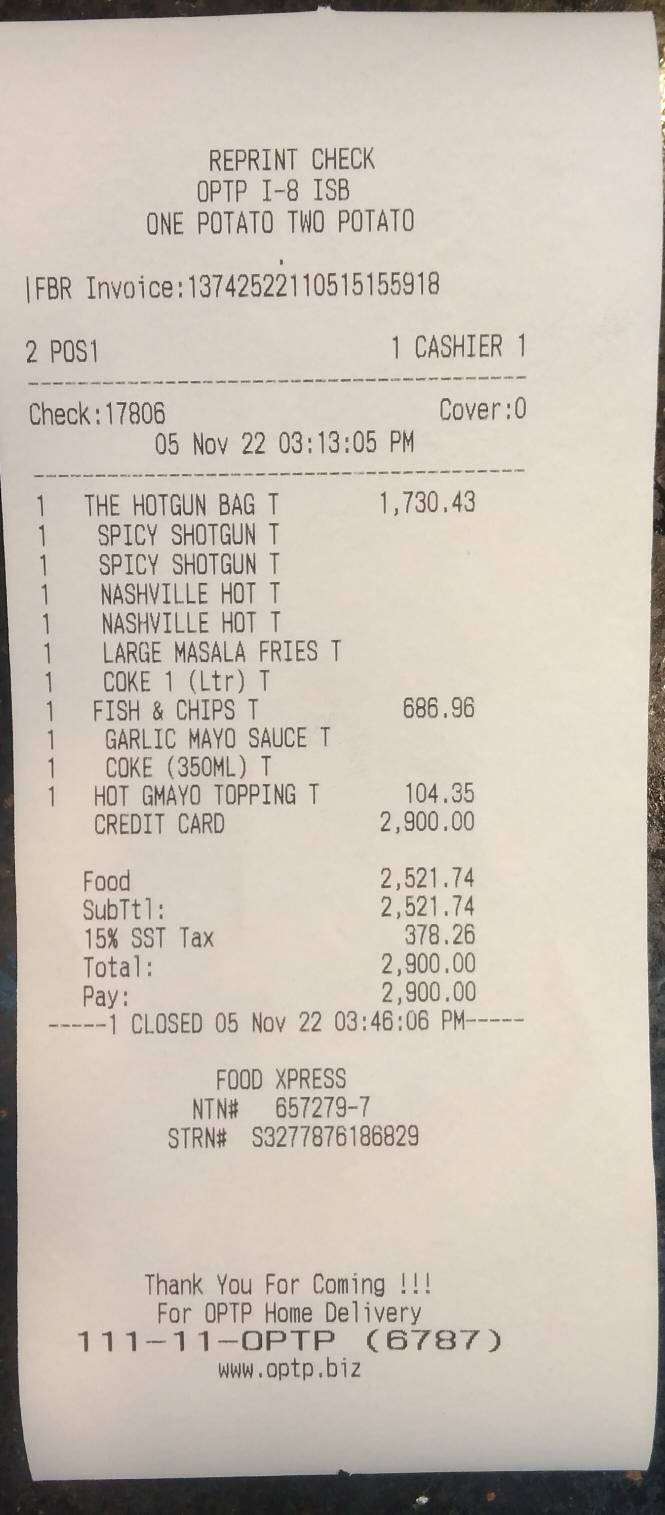 REPRINT CHECK
OPTP I-8 ISB
ONE POTATO TWO POTATO
.
|FBR Invoice:13742522110515155918
2 POS1 1 CASHIER 1
Check:17806 Cover:0
05 Nov 22 03:13:05 PM
1 THE HOTGUN BAG T 1,730.43
1 SPICY SHOTGUN T
1 SPICY SHOTGUN T
1 NASHVILLE HOT T
1 NASHVILLE HOT T
1 LARGE MASALA FRIES T
1 COKE 1 (Ltr) T
1 FISH & CHIPS T 686.96
1 GARLIC MAYO SAUCE T
1 COKE (350ML) T
1 HOT GMAYO TOPPING T 104.35
CREDIT CARD 2,900.00
Food 2,521.74
SubTtl: 2,521.74
15% SST Tax 378.26
Total: 2,900.00
Pay: 2,900.00
-----1 CLOSED 05 Nov 22 03:46:06 PM-----
FOOD XPRESS
NTN# 657279-7
STRN# S3277876186829
Thank You For Coming !!!
For OPTP Home Delivery
111-11-OPTP (6787)
www.optp.biz